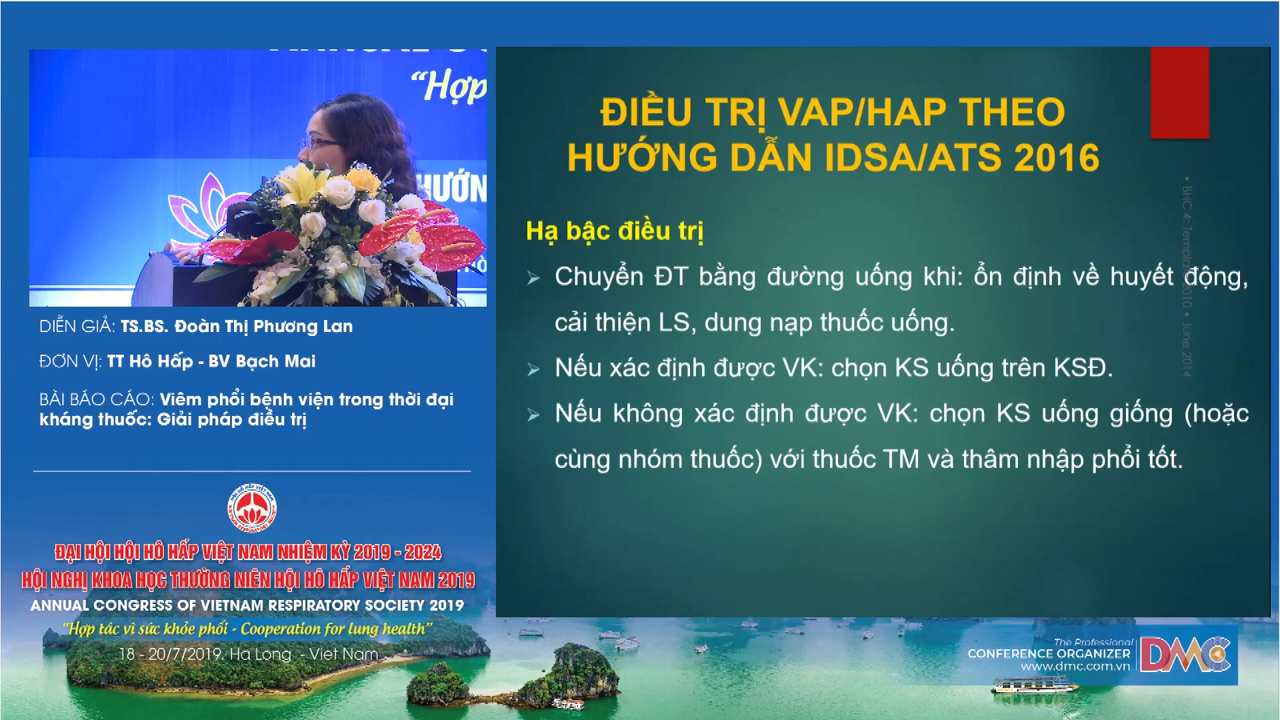 “Hợp
HƯỚN
DIỄN GIẢ: TS.BS. Đoàn Thị Phương Lan
ĐƠN VỊ: TT Hô Hấp - BV Bạch Mai
BÀI BÁO CÁO: Viêm phổi bệnh viện trong thời đại
kháng thuốc: Giải pháp điều trị
ĐẠI HỘI HỘI HÔ HẤP VIỆT NAM NHIỆM KỲ 2019 - 2024
HỘI NGHỊ KHOA HỌC THƯỜNG NIÊN HỘI HÔ HẤP VIỆT NAM 2019
ANNUAL CONGRESS OF VIETNAM RESPIRATORY SOCIETY 2019
“Hợp tác vì sức khỏe phổi - Cooperation for lung health”
18 - 20/7/2019. Ha Long - Viet Nam
ĐIỀU TRỊ VAP/HAP THEO
HƯỚNG DẪN IDSA/ATS 2016
Hạ bậc điều trị
➢ Chuyển ĐT bằng đường uống khi: ổn định về huyết động,
cải thiện LS, dung nạp thuốc uống.
➢ Nếu xác định được VK: chọn KS uống trên KSĐ.
➢ Nếu không xác định được VK: chọn KS uống giống (hoặc
cùng nhóm thuốc) với thuốc TM và thâm nhập phổi tốt.
• BHC 4: Template 2010 • June 2014
The Professional
CONFERENCE ORGANIZER
www.dmc.com.vn
DMC